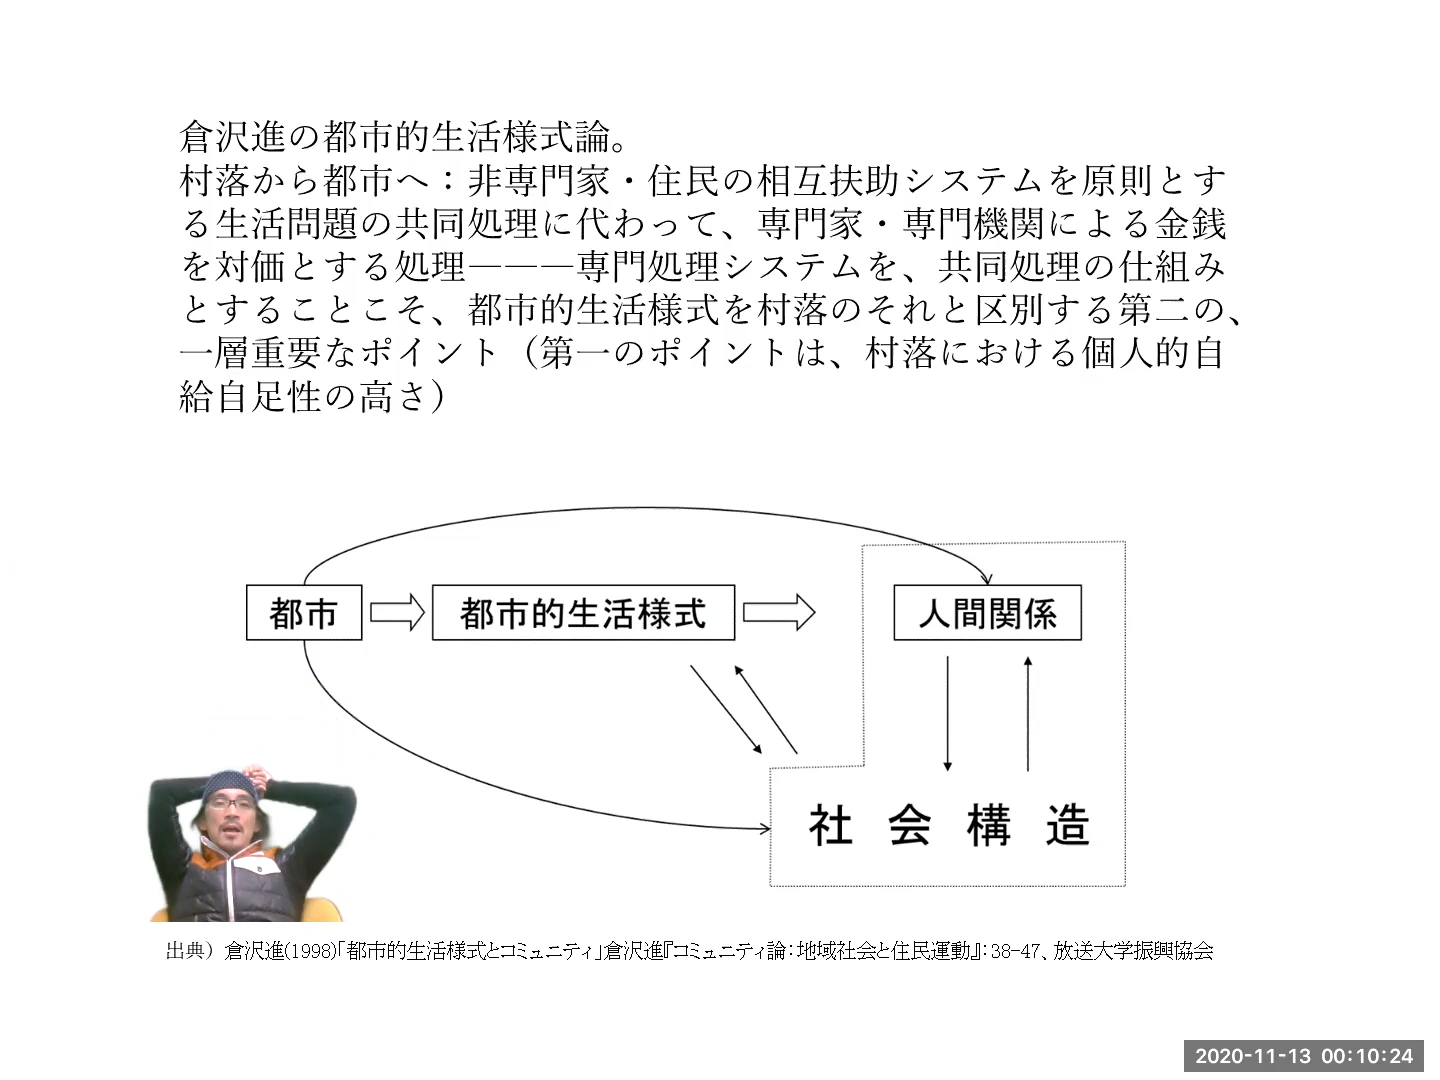 倉沢進の都市的生活様式論。
村落から都市へ：非専門家・住民の相互扶助システムを原則とす
る生活問題の共同処理に代わって、専門家・専門機関による金銭
を対価とする処理―――専門処理システムを、共同処理の仕組み
とすることこそ、都市的生活様式を村落のそれと区別する第二の、
一層重要なポイント（第一のポイントは、村落における個人的自
給自足性の高さ）
都市
都市的生活様式
人間関係
社会構造
出典）倉沢進(1998)「都市的生活様式とコミュニティ」倉沢進『コミュニティ論：地域社会と住民運動』：38-47、放送大学振興協会
2020-11-13 00:10:24